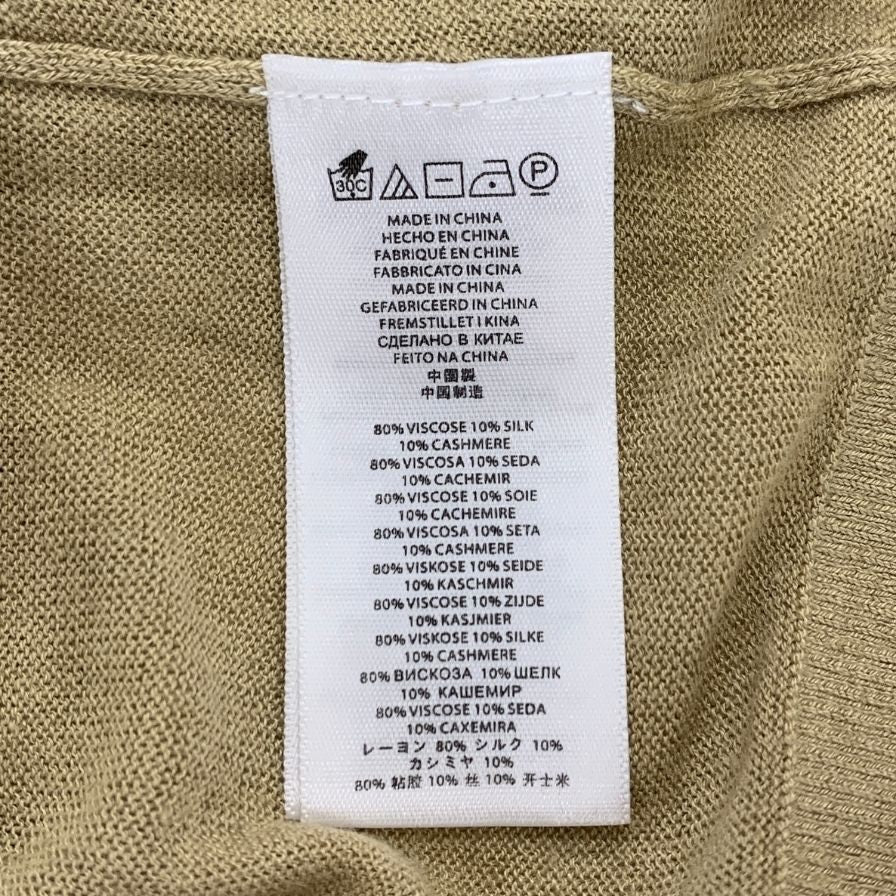 30C P
MADE IN CHINA
HECHO EN CHINA
FABRIQUÉ EN CHINE
FABBRICATO IN CINA
MADE IN CHINA
GEFABRICEERD IN CHINA
FREMSTILLET I KINA
СДЕЛАНО В КИТАЕ
FEITO NA CHINA
中国製
中国制造
80% VISCOSE 10% SILK
10% CASHMERE
80% VISCOSA 10% SEDA
10% CACHEMIR
80% VISCOSE 10% SOIE
10% CACHEMIRE
80% VISCOSA 10% SETA
10% CASHMERE
80% VISKOSE 10% SEIDE
10% KASCHMIR
80% VISCOSE 10% ZIJDE
10% KASJMIER
80% VISKOSE 10% SILKE
10% CASHMERE
80% ВИСКОЗА 10% ШЕЛК
10% КАШЕМИР
80% VISCOSE 10% SEDA
10% CAXEMIRA
レーヨン 80% シルク 10%
カシミヤ 10%
80% 粘胶 10% 丝 10% 开士米